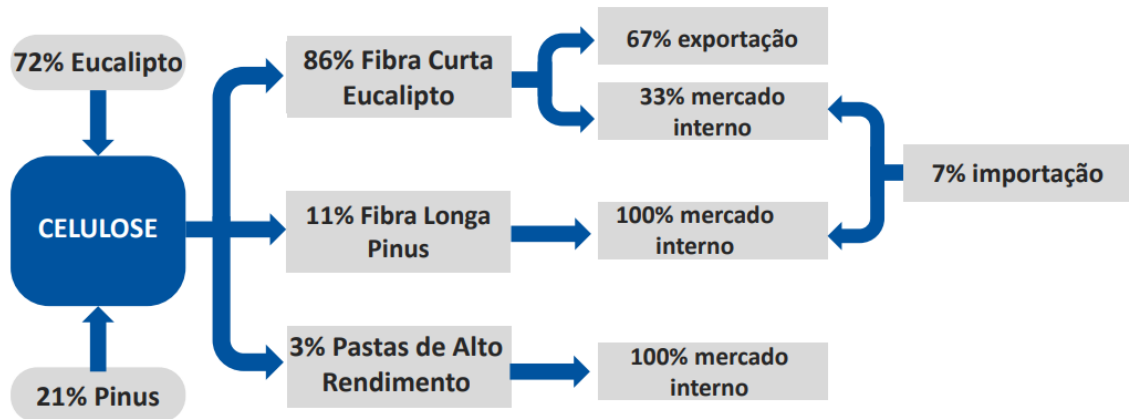 72% Eucalipto
CELULOSE
21% Pinus
86% Fibra Curta
Eucalipto
11% Fibra Longa
Pinus
3% Pastas de Alto
Rendimento
67% exportação
33% mercado
interno
100% mercado
interno
100% mercado
interno
7% importação